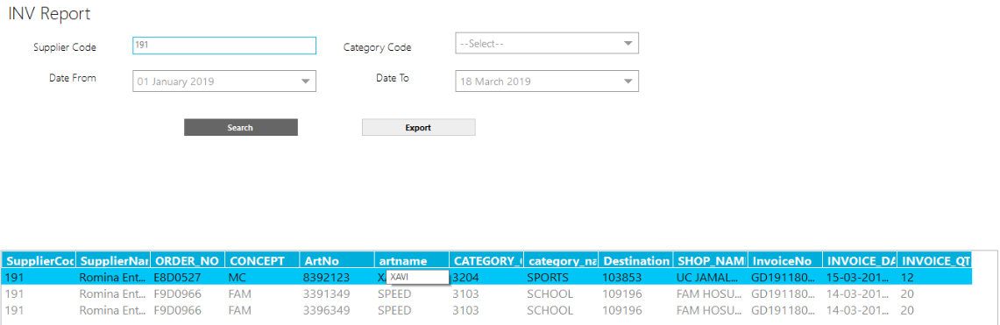 INV Report
Supplier Code 191 Category Code --Select--
Date From 01 January 2019 Date To 18 March 2019
Search Export
SupplierCod SupplierNar ORDER_NO CONCEPT ArtNo artname CATEGORY_( category_na Destination SHOP_NAM InvoiceNo INVOICE_DA INVOICE_QT
191 Romina Ent... E8D0527 MC 8392123 XAVI 3204 SPORTS 103853 UC JAMAL... GD191180... 15-03-201... 12
191 Romina Ent... F9D0966 FAM 3391349 SPEED 3103 SCHOOL 109196 FAM HOSU... GD191180... 14-03-201... 20
191 Romina Ent... F9D0966 FAM 3396349 SPEED 3103 SCHOOL 109196 FAM HOSU... GD191180... 14-03-201... 20